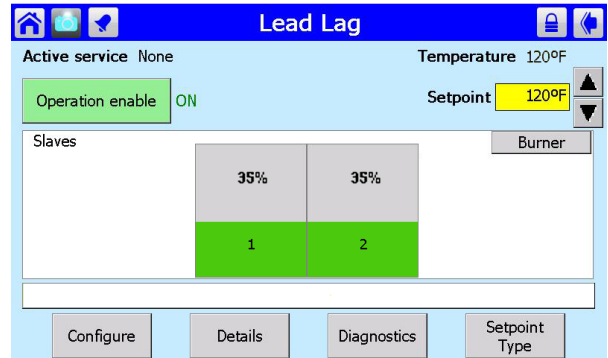 Lead Lag
Active service None
Temperature 120ºF
Operation enable ON
Setpoint 120ºF
Slaves
Burner
35% 35%
1 2
Configure Details Diagnostics Setpoint
Type